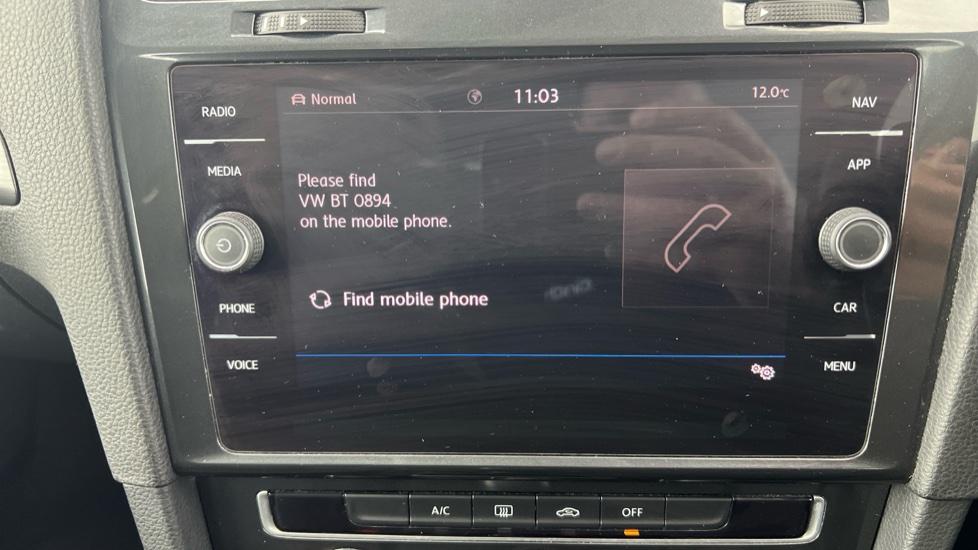 Normal 11:03 12.0°C
RADIO
NAV
MEDIA
APP
Please find
VW BT 0894
on the mobile phone.
Find mobile phone
PHONE
CAR
VOICE
MENU
A/C
OFF